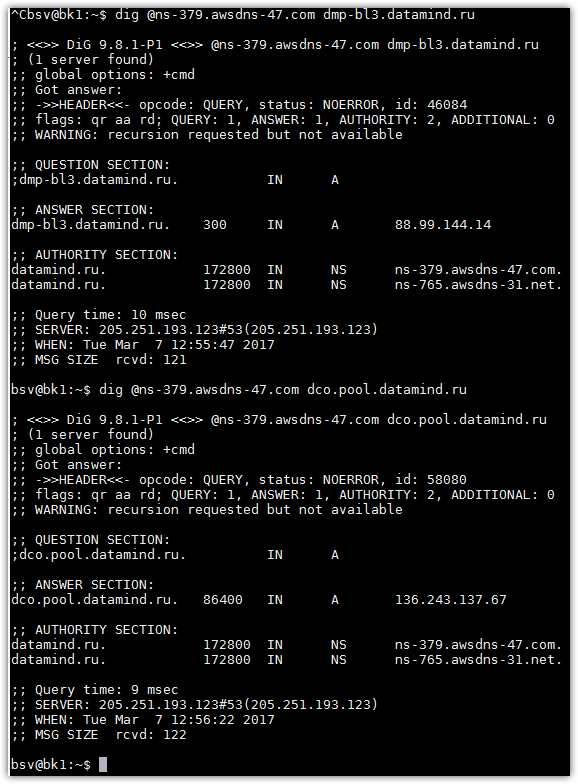 ^Cbsv@bk1:~$ dig @ns-379.awsdns-47.com dmp-bl3.datamind.ru
; <<>> DiG 9.8.1-P1 <<>> @ns-379.awsdns-47.com dmp-bl3.datamind.ru
; (1 server found)
;; global options: +cmd
;; Got answer:
;; ->>HEADER<<- opcode: QUERY, status: NOERROR, id: 46084
;; flags: qr aa rd; QUERY: 1, ANSWER: 1, AUTHORITY: 2, ADDITIONAL: 0
;; WARNING: recursion requested but not available
;; QUESTION SECTION:
;dmp-bl3.datamind.ru. IN A
;; ANSWER SECTION:
dmp-bl3.datamind.ru. 300 IN A 88.99.144.14
;; AUTHORITY SECTION:
datamind.ru. 172800 IN NS ns-379.awsdns-47.com.
datamind.ru. 172800 IN NS ns-765.awsdns-31.net.
;; Query time: 10 msec
;; SERVER: 205.251.193.123#53(205.251.193.123)
;; WHEN: Tue Mar 7 12:55:47 2017
;; MSG SIZE rcvd: 121
bsv@bk1:~$ dig @ns-379.awsdns-47.com dco.pool.datamind.ru
; <<>> DiG 9.8.1-P1 <<>> @ns-379.awsdns-47.com dco.pool.datamind.ru
; (1 server found)
;; global options: +cmd
;; Got answer:
;; ->>HEADER<<- opcode: QUERY, status: NOERROR, id: 58080
;; flags: qr aa rd; QUERY: 1, ANSWER: 1, AUTHORITY: 2, ADDITIONAL: 0
;; WARNING: recursion requested but not available
;; QUESTION SECTION:
;dco.pool.datamind.ru. IN A
;; ANSWER SECTION:
dco.pool.datamind.ru. 86400 IN A 136.243.137.67
;; AUTHORITY SECTION:
datamind.ru. 172800 IN NS ns-379.awsdns-47.com.
datamind.ru. 172800 IN NS ns-765.awsdns-31.net.
;; Query time: 9 msec
;; SERVER: 205.251.193.123#53(205.251.193.123)
;; WHEN: Tue Mar 7 12:56:22 2017
;; MSG SIZE rcvd: 122
bsv@bk1:~$